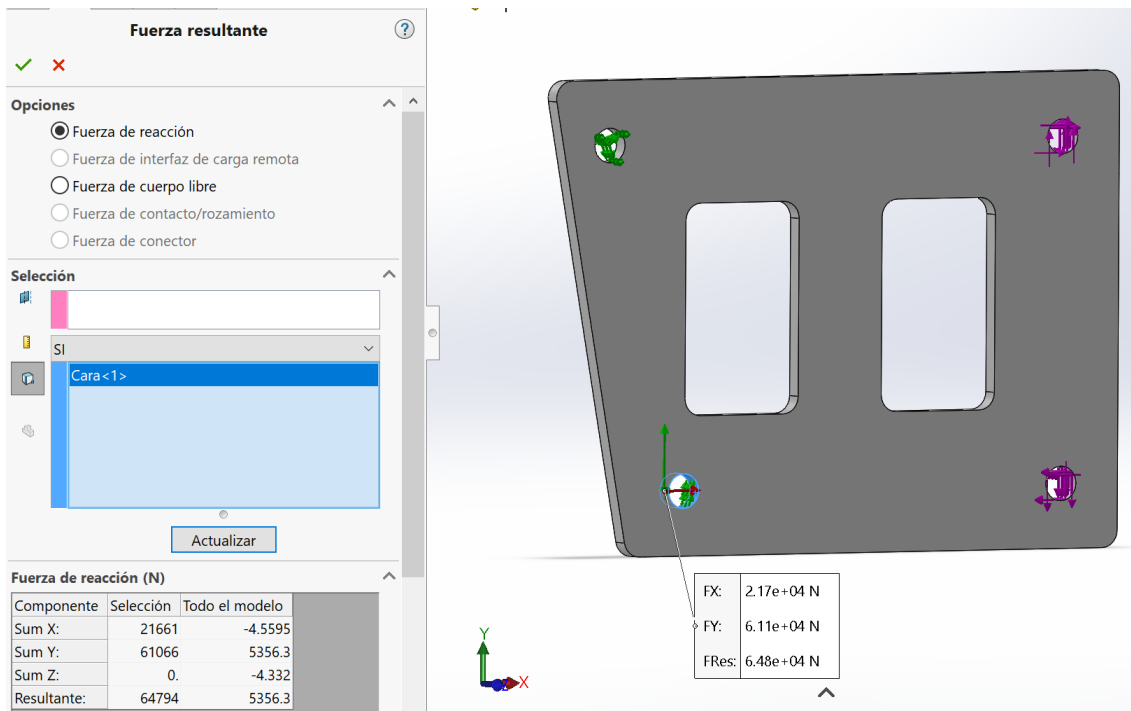 Fuerza resultante
?
Opciones
Fuerza de reacción
Fuerza de interfaz de carga remota
Fuerza de cuerpo libre
Fuerza de contacto/rozamiento
Fuerza de conector
Selección
SI
Cara<1>
Actualizar
Fuerza de reacción (N)
Componente Selección Todo el modelo
Sum X: 21661 -4.5595
Sum Y: 61066 5356.3
Sum Z: 0. -4.332
Resultante: 64794 5356.3
FX: 2.17e+04 N
FY: 6.11e+04 N
FRes: 6.48e+04 N
Y
X